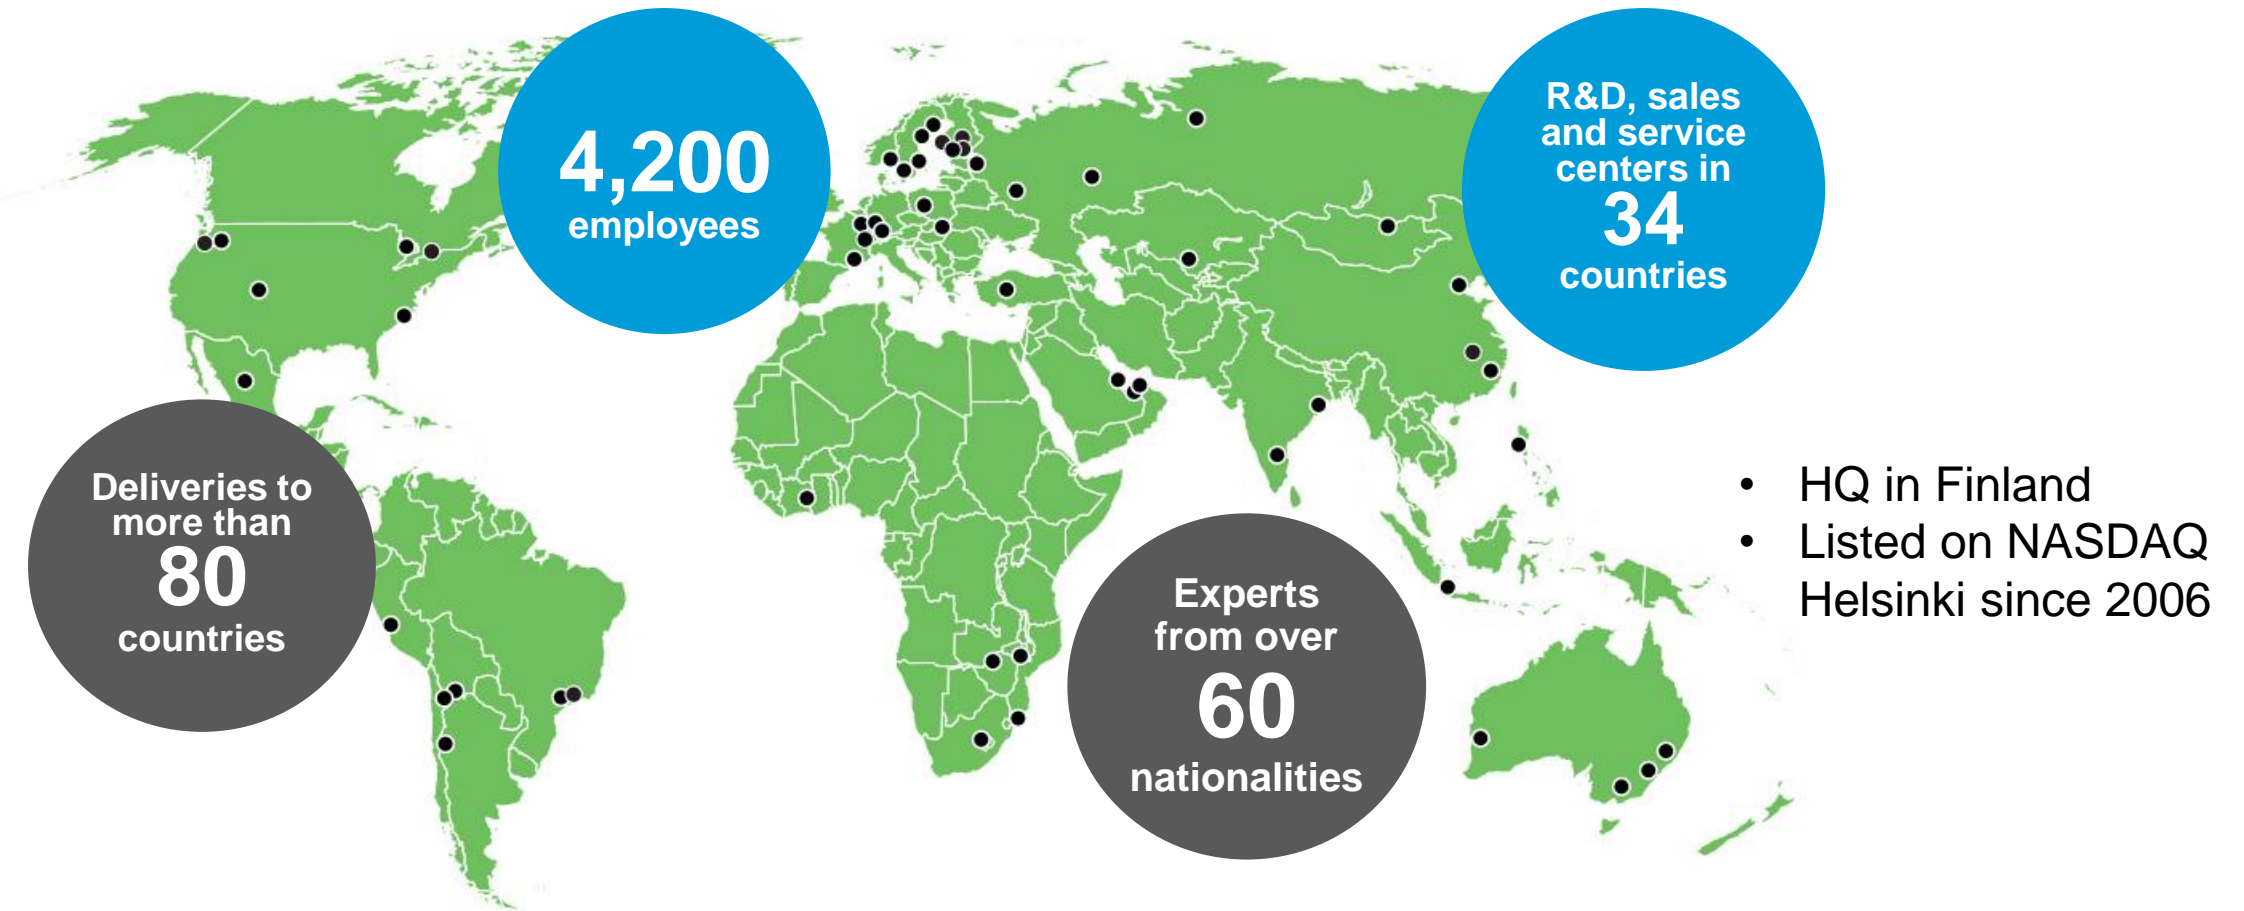 4,200
employees
R&D, sales
and service
centers in
34
countries
Deliveries to
more than
80
countries
Experts
from over
60
nationalities
• HQ in Finland
• Listed on NASDAQ
Helsinki since 2006